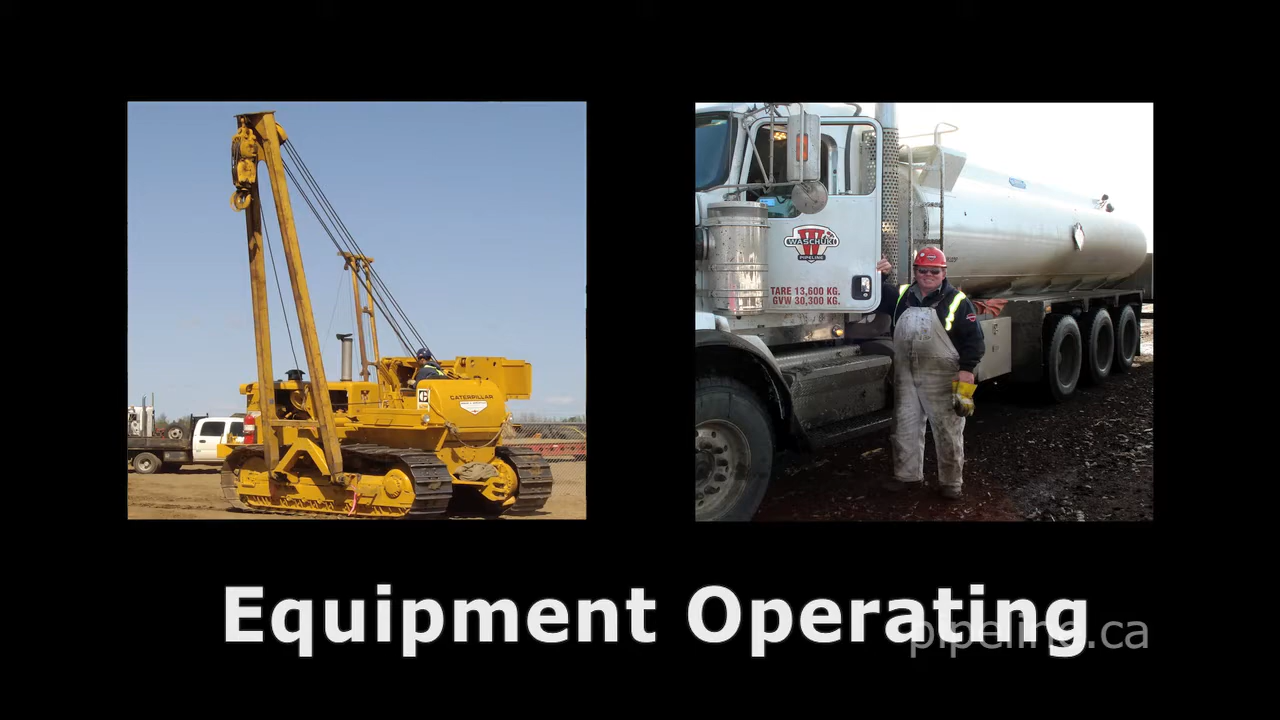 CATERPILLAR
WASCHUK
PIPELINE
TARE 13,600 KG.
GVW 30,300 KG.
Equipment Operating
pipeline.ca